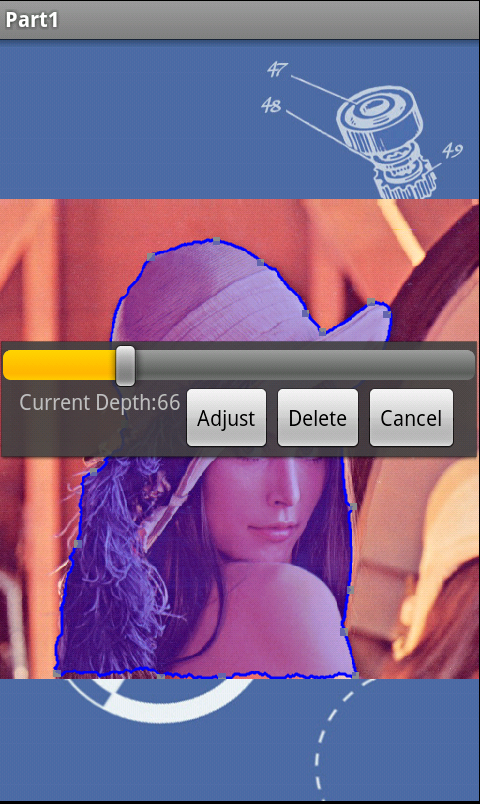 Part1
47
48
49
Current Depth:66
Adjust
Delete
Cancel